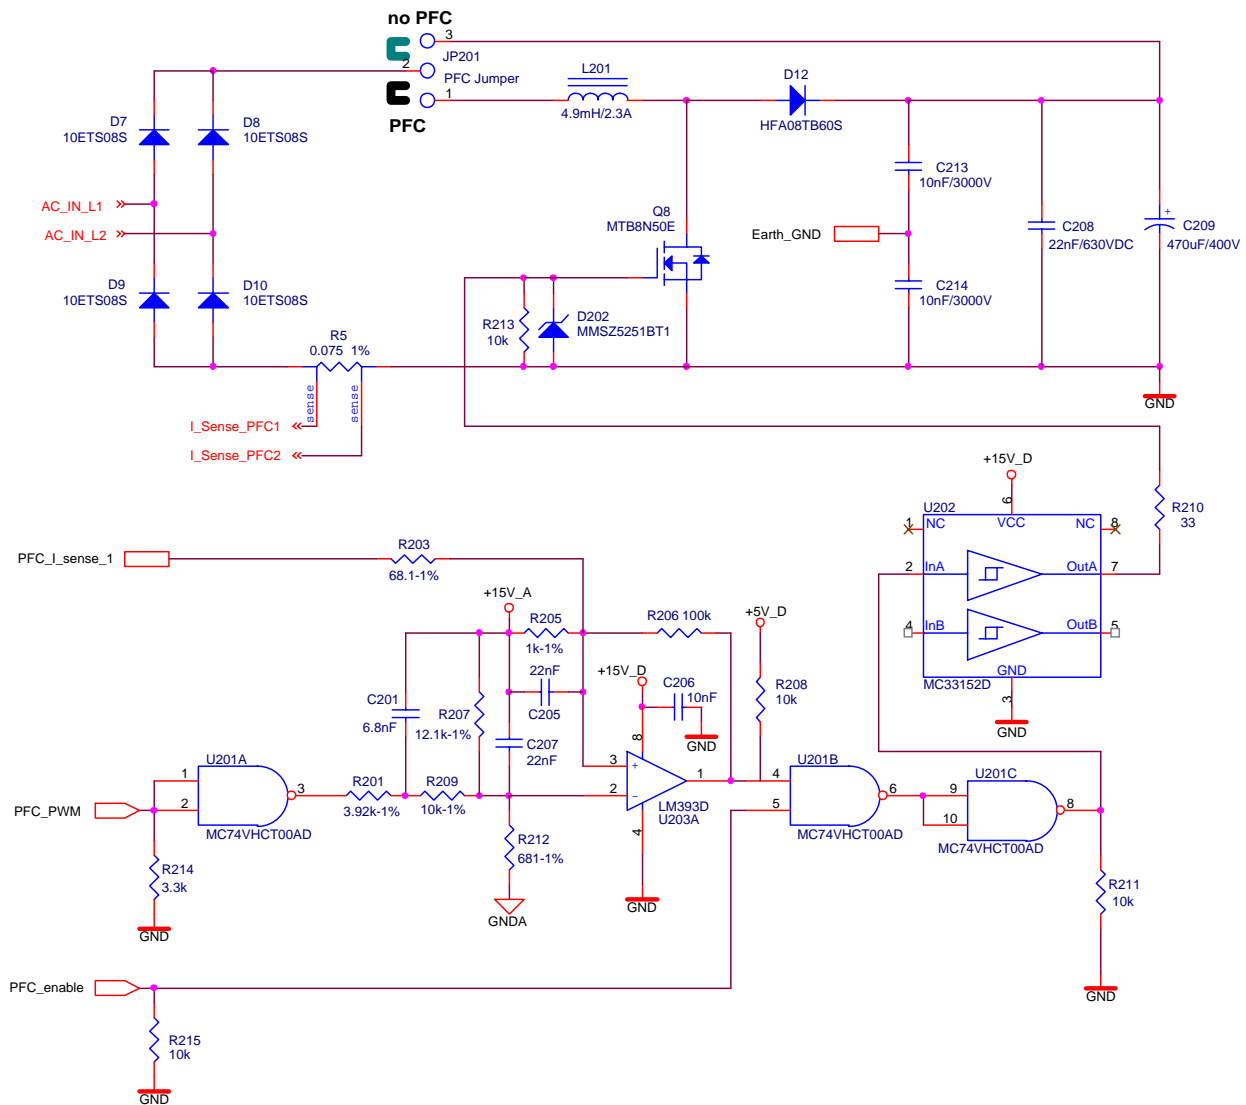 no PFC
3
JP201
2
PFC Jumper
1
PFC
L201
4.9mH/2.3A
D12
HFA08TB60S
D7
10ETS08S
D8
10ETS08S
AC_IN_L1
AC_IN_L2
D9
10ETS08S
D10
10ETS08S
Q8
MTB8N50E
Earth_GND
C213
10nF/3000V
C214
10nF/3000V
C208
22nF/630VDC
+
C209
470uF/400V
R213
10k
D202
MMSZ5251BT1
R5
0.075 1%
sense
sense
I_Sense_PFC1
I_Sense_PFC2
GND
+15V_D
6
U202
1
NC
VCC
NC
8
R210
33
2
InA
OutA
7
4
InB
OutB
5
GND
MC33152D
3
GND
PFC_I_sense_1
R203
68.1-1%
+15V_A
R205
1k-1%
R206 100k
+5V_D
22nF
C205
+15V_D
C206
10nF
GND
R208
10k
C201
6.8nF
R207
12.1k-1%
C207
22nF
8
3
+
2
-
1
LM393D
U203A
4
GND
U201A
1
2
3
MC74VHCT00AD
PFC_PWM
R201
3.92k-1%
R209
10k-1%
R212
681-1%
GNDA
R214
3.3k
GND
U201B
4
5
6
MC74VHCT00AD
U201C
9
10
8
MC74VHCT00AD
R211
10k
GND
PFC_enable
R215
10k
GND